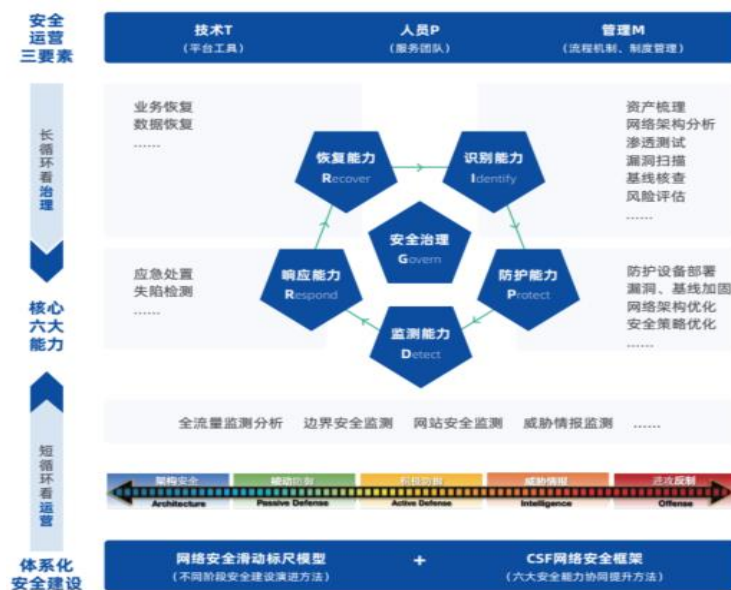 安全
运营
三要素
技术T
（平台工具）
人员P
（服务团队）
管理M
（流程机制、制度管理）
长循环看治理
业务恢复
数据恢复
......
恢复能力
Recover
识别能力
Identify
资产梳理
网络架构分析
渗透测试
漏洞扫描
基线核查
风险评估
......
安全治理
Govern
核心
六大
能力
应急处置
失陷检测
......
响应能力
Respond
监测能力
Detect
防护能力
Protect
防护设备部署
漏洞、基线加固
网络架构优化
安全策略优化
......
短循环看运营
全流量监测分析 边界安全监测 网站安全监测 威胁情报监测 ......
架构安全 被动防御 积极防御 威胁情报 进攻反制
Architecture Passive Defense Active Defense Intelligence Offense
体系化
安全建设
网络安全滑动标尺模型 + CSF网络安全框架
（不同阶段安全建设演进方法） （六大安全能力协同提升方法）